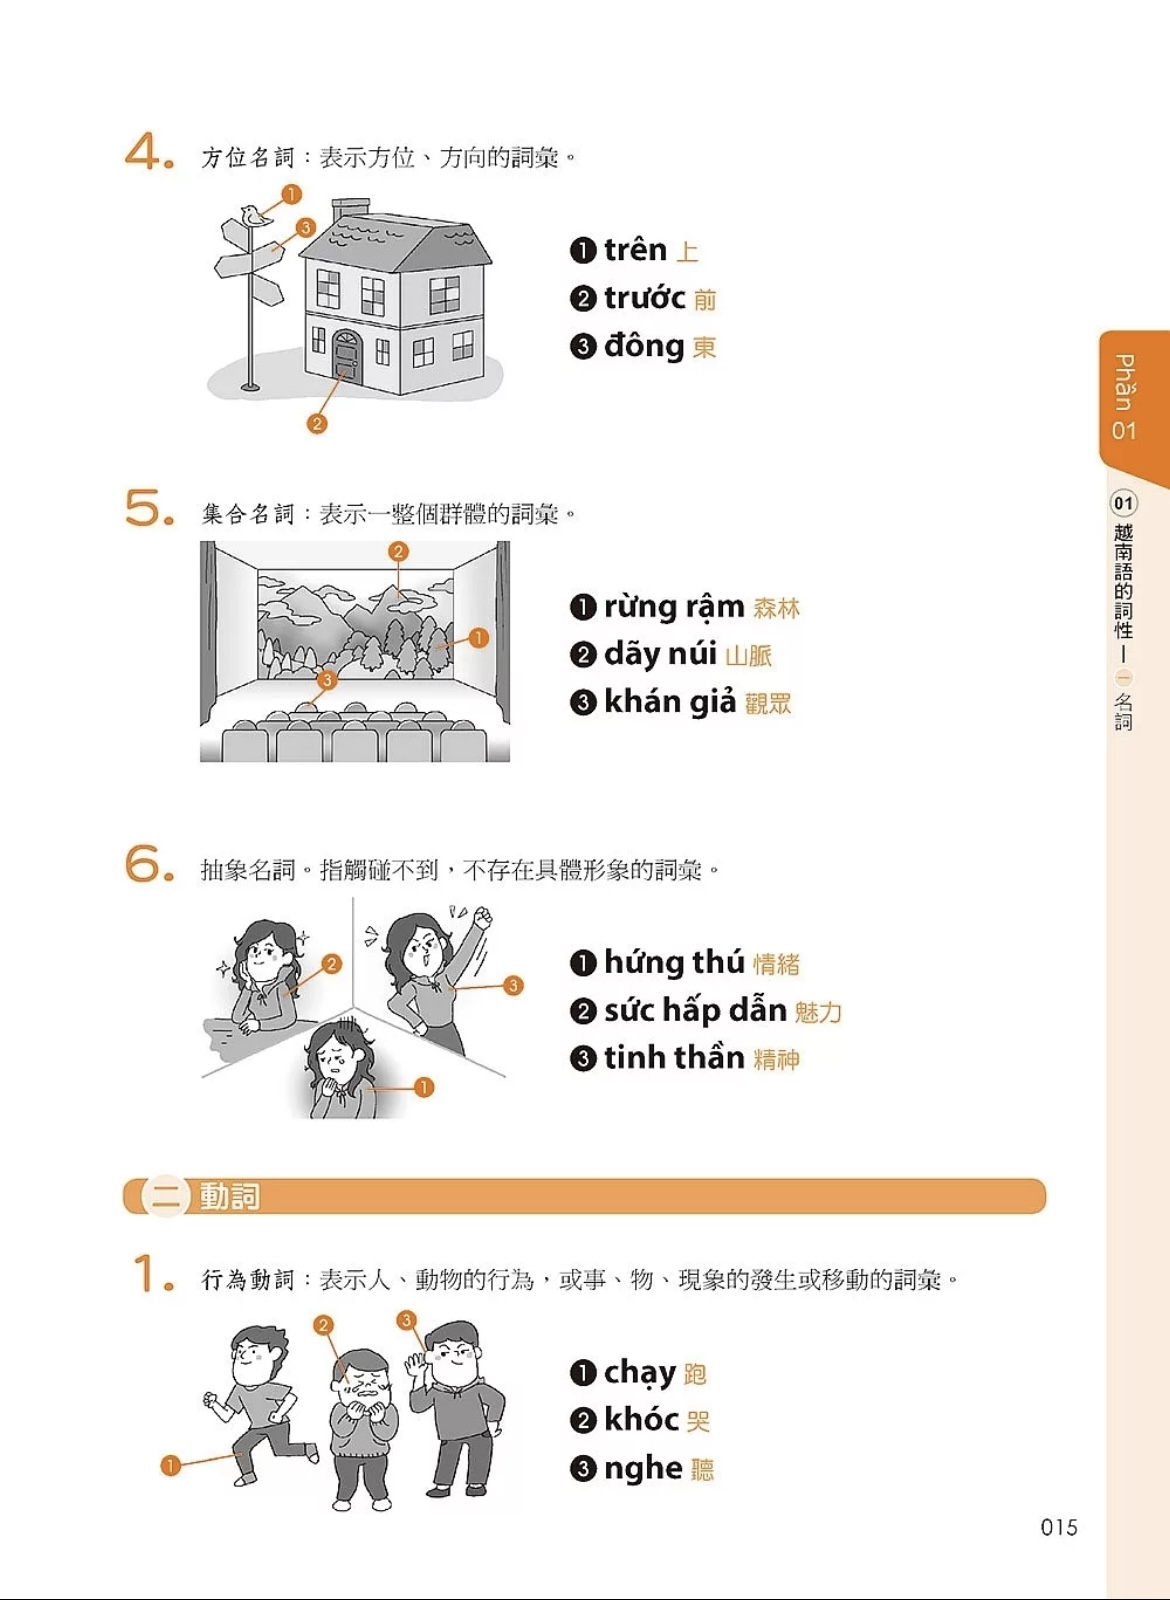 4. 方位名詞：表示方位、方向的詞彙。
1
3
2
❶ trên 上
❷ trước 前
❸ đông 東
5. 集合名詞：表示一整個群體的詞彙。
2
1
3
❶ rừng rậm 森林
❷ dãy núi 山脈
❸ khán giả 觀眾
6. 抽象名詞。指觸碰不到，不存在具體形象的詞彙。
2
3
1
❶ hứng thú 情緒
❷ sức hấp dẫn 魅力
❸ tinh thần 精神
二 動詞
1. 行為動詞：表示人、動物的行為，或事、物、現象的發生或移動的詞彙。
2
3
1
❶ chạy 跑
❷ khóc 哭
❸ nghe 聽
Phần 01
01 越南語的詞性－一 名詞
015